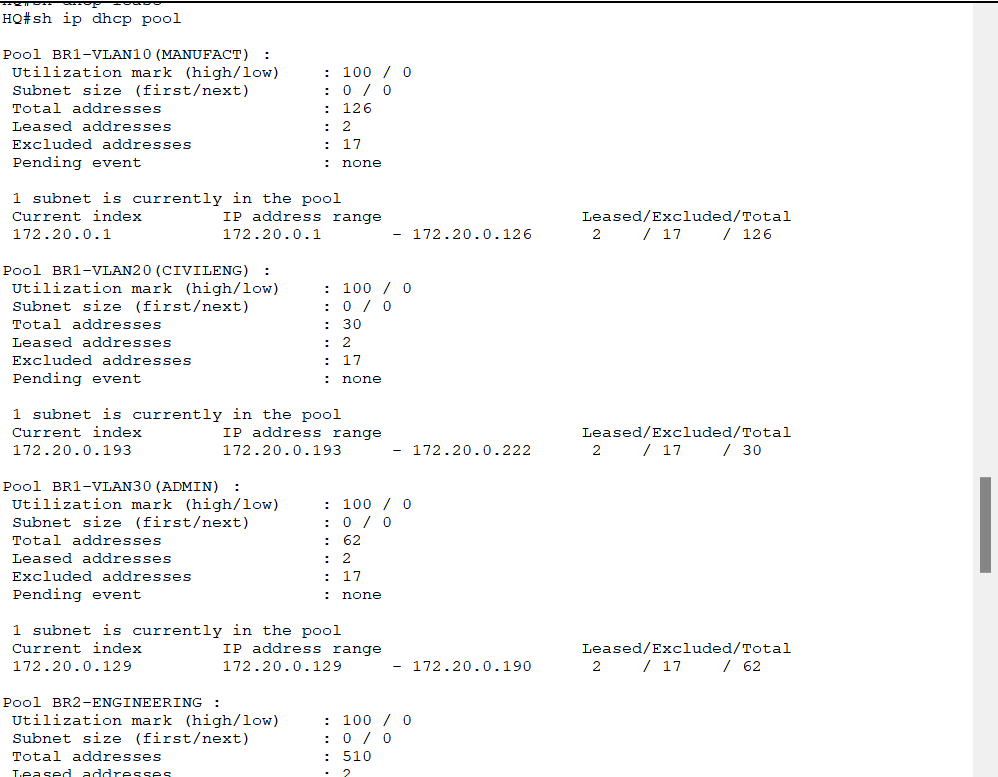 HQ#sh ip dhcp pool
Pool BR1-VLAN10(MANUFACT) :
Utilization mark (high/low) : 100 / 0
Subnet size (first/next) : 0 / 0
Total addresses : 126
Leased addresses : 2
Excluded addresses : 17
Pending event : none
1 subnet is currently in the pool
Current index IP address range Leased/Excluded/Total
172.20.0.1 172.20.0.1 - 172.20.0.126 2 / 17 / 126
Pool BR1-VLAN20(CIVILENG) :
Utilization mark (high/low) : 100 / 0
Subnet size (first/next) : 0 / 0
Total addresses : 30
Leased addresses : 2
Excluded addresses : 17
Pending event : none
1 subnet is currently in the pool
Current index IP address range Leased/Excluded/Total
172.20.0.193 172.20.0.193 - 172.20.0.222 2 / 17 / 30
Pool BR1-VLAN30(ADMIN) :
Utilization mark (high/low) : 100 / 0
Subnet size (first/next) : 0 / 0
Total addresses : 62
Leased addresses : 2
Excluded addresses : 17
Pending event : none
1 subnet is currently in the pool
Current index IP address range Leased/Excluded/Total
172.20.0.129 172.20.0.129 - 172.20.0.190 2 / 17 / 62
Pool BR2-ENGINEERING :
Utilization mark (high/low) : 100 / 0
Subnet size (first/next) : 0 / 0
Total addresses : 510
Leased addresses : 2